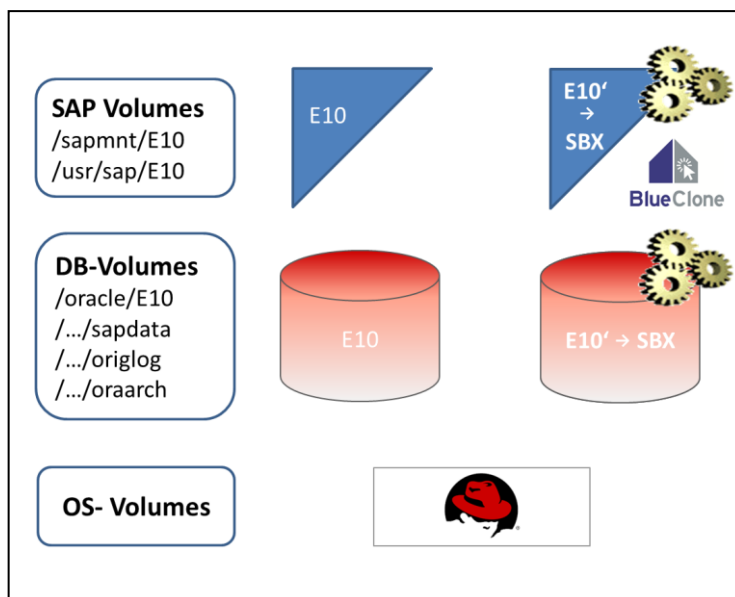 SAP Volumes
/sapmnt/E10
/usr/sap/E10
E10
E10‘
→
SBX
BlueClone
DB-Volumes
/oracle/E10
/.../sapdata
/.../origlog
/.../oraarch
E10
E10‘ → SBX
OS- Volumes